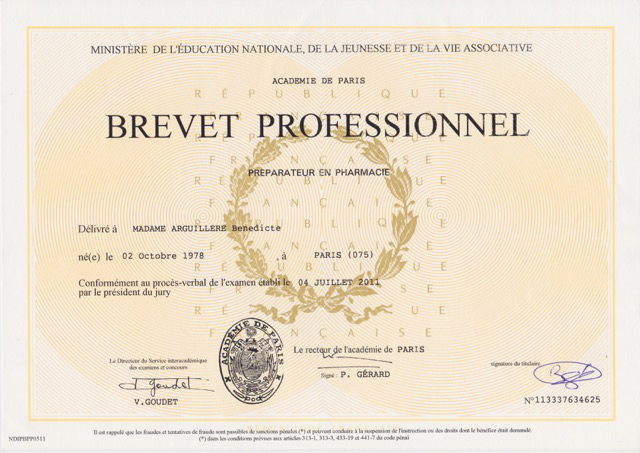 MINISTÈRE DE L'ÉDUCATION NATIONALE, DE LA JEUNESSE ET DE LA VIE ASSOCIATIVE
ACADEMIE DE PARIS
RÉPUBLIQUE
BREVET PROFESSIONNEL
FRANÇAISE
PREPARATEUR EN PHARMACIE
Délivré à MADAME ARGUILLERE Benedicte
né(e) le 02 Octobre 1978 à PARIS (075)
Conformément au procès-verbal de l'examen établi le 04 JUILLET 2011
par le président du jury
ACADÉMIE DE PARIS
Le Directeur du Service interacadémique
des examens et concours
V.GOUDET
Le recteur de l'académie de PARIS
Signé : P. GÉRARD
signature du titulaire
N°113337634625
Il est rappelé que les fraudes et tentatives de fraude sont passibles de sanctions pénales (*) et peuvent conduire à la suspension de l'instruction ou des droits dont le bénéfice était demandé.
(*) dans les conditions prévues aux articles 313-1, 313-3, 433-19 et 441-7 du code pénal
NDIPBPP0511